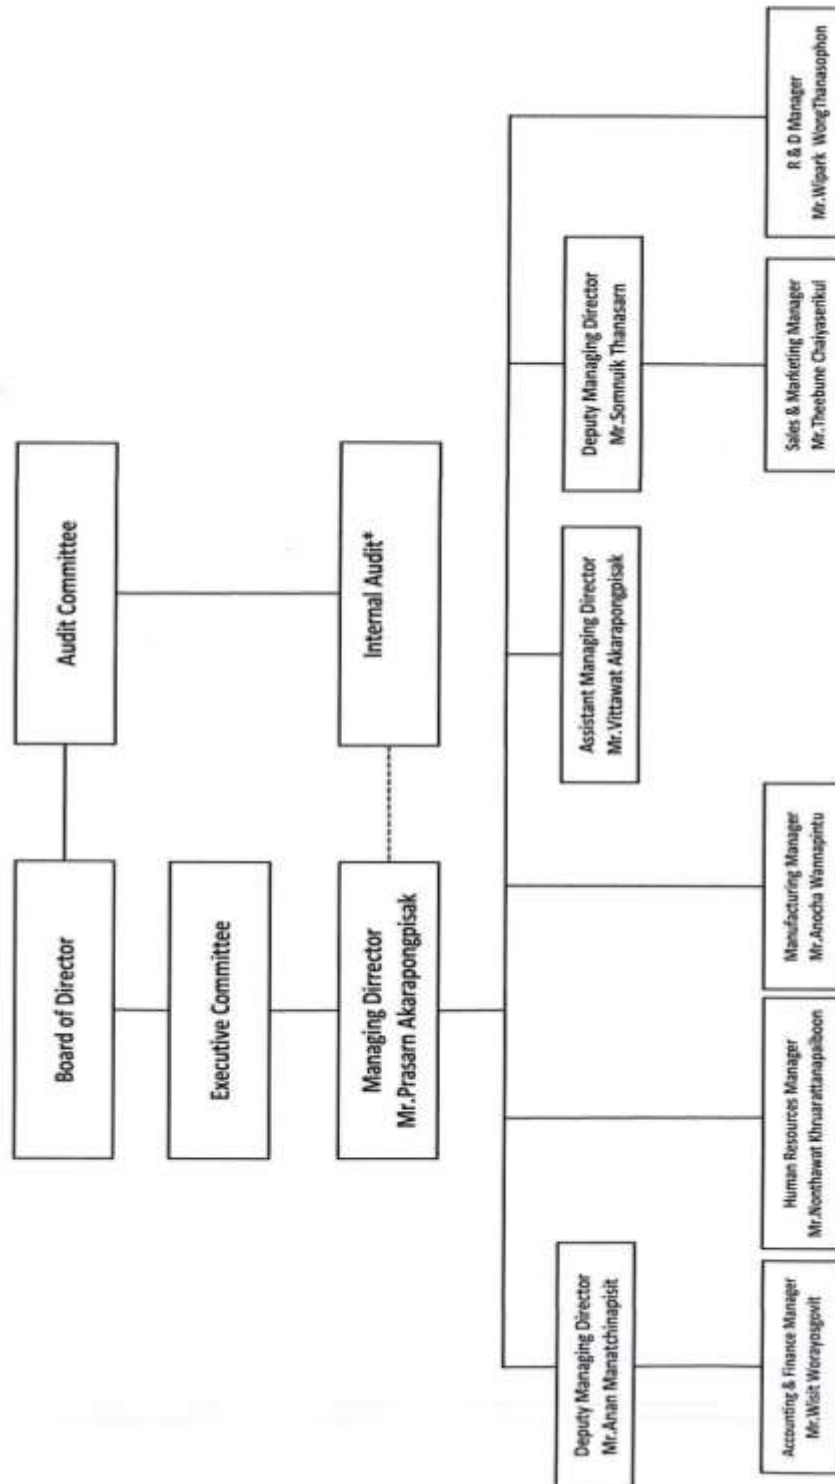 Board of Director
Audit Committee
Executive Committee
Managing Dirrector
Mr.Prasarn Akarapongpisak
Internal Audit*
Deputy Managing Director
Mr.Anan Manatchinapisit
Assistant Managing Director
Mr.Vittawat Akarapongpisak
Deputy Managing Director
Mr.Somnuik Thanasarn
Accounting & Finance Manager
Mr.Wisit Worayosgovit
Human Resources Manager
Mr.Nonthawat Khruarattanapaiboon
Manufacturing Manager
Mr.Anocha Wannapintu
Sales & Marketing Manager
Mr.Theebune Chaiyaserikul
R & D Manager
Mr.Wipark WongThanasophon